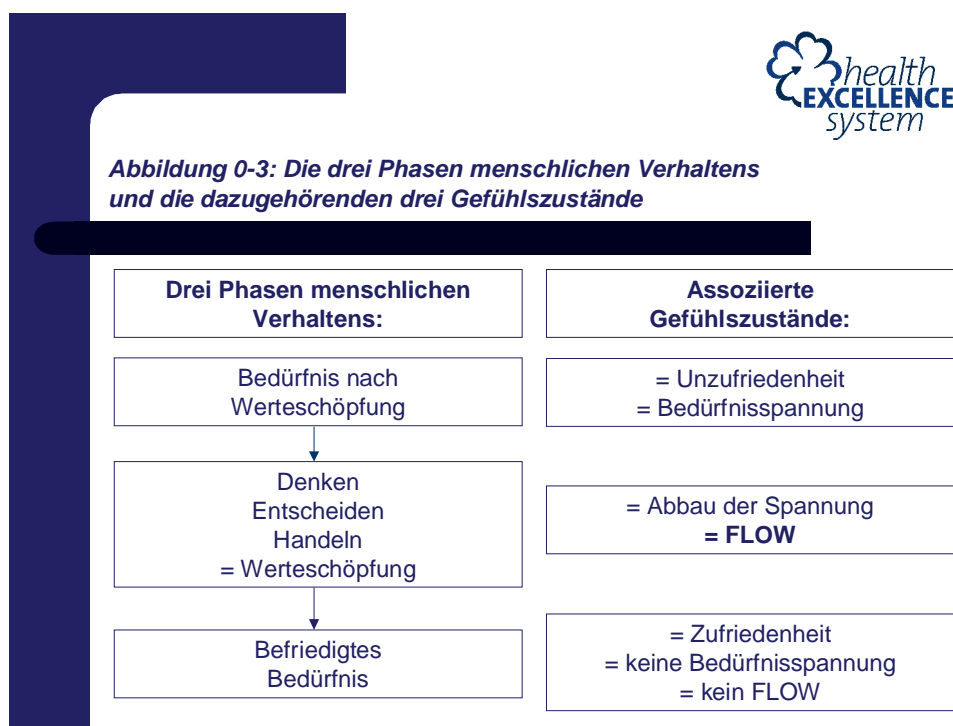 health
EXCELLENCE
system
Abbildung 0-3: Die drei Phasen menschlichen Verhaltens
und die dazugehörenden drei Gefühlszustände
Drei Phasen menschlichen
Verhaltens:
Assoziierte
Gefühlszustände:
Bedürfnis nach
Werteschöpfung
= Unzufriedenheit
= Bedürfnisspannung
Denken
Entscheiden
Handeln
= Werteschöpfung
= Abbau der Spannung
= FLOW
Befriedigtes
Bedürfnis
= Zufriedenheit
= keine Bedürfnisspannung
= kein FLOW